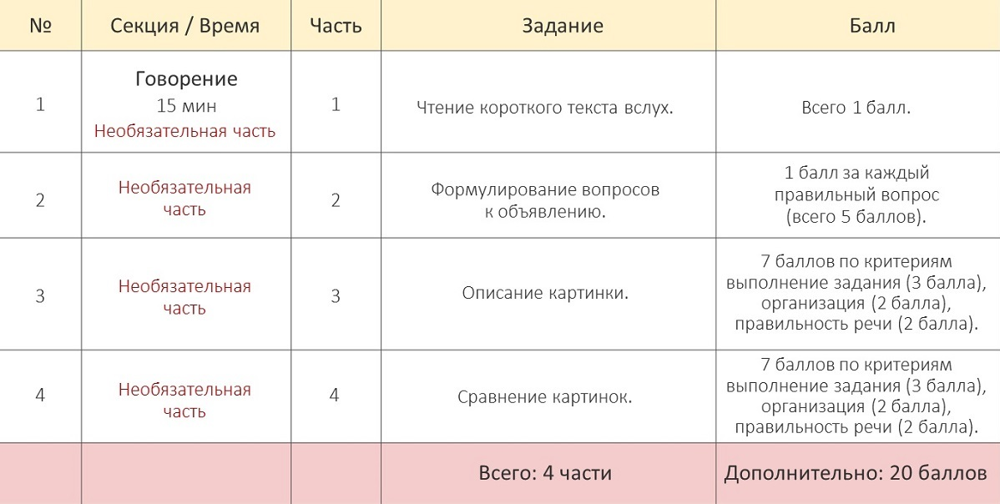 № Секция / Время Часть Задание Балл
Говорение
15 мин
Необязательная часть
1 1 Чтение короткого текста вслух. Всего 1 балл.
2
Необязательная
часть
2
Формулирование вопросов
к объявлению.
1 балл за каждый
правильный вопрос
(всего 5 баллов).
3
Необязательная
часть
3
Описание картинки.
7 баллов по критериям
выполнение задания (3 балла),
организация (2 балла),
правильность речи (2 балла).
4
Необязательная
часть
4
Сравнение картинок.
7 баллов по критериям
выполнение задания (3 балла),
организация (2 балла),
правильность речи (2 балла).
Всего: 4 части Дополнительно: 20 баллов